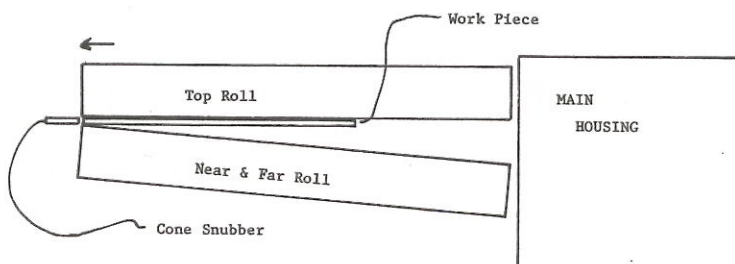 Work Piece
Top Roll
MAIN
HOUSING
Near & Far Roll
Cone Snubber